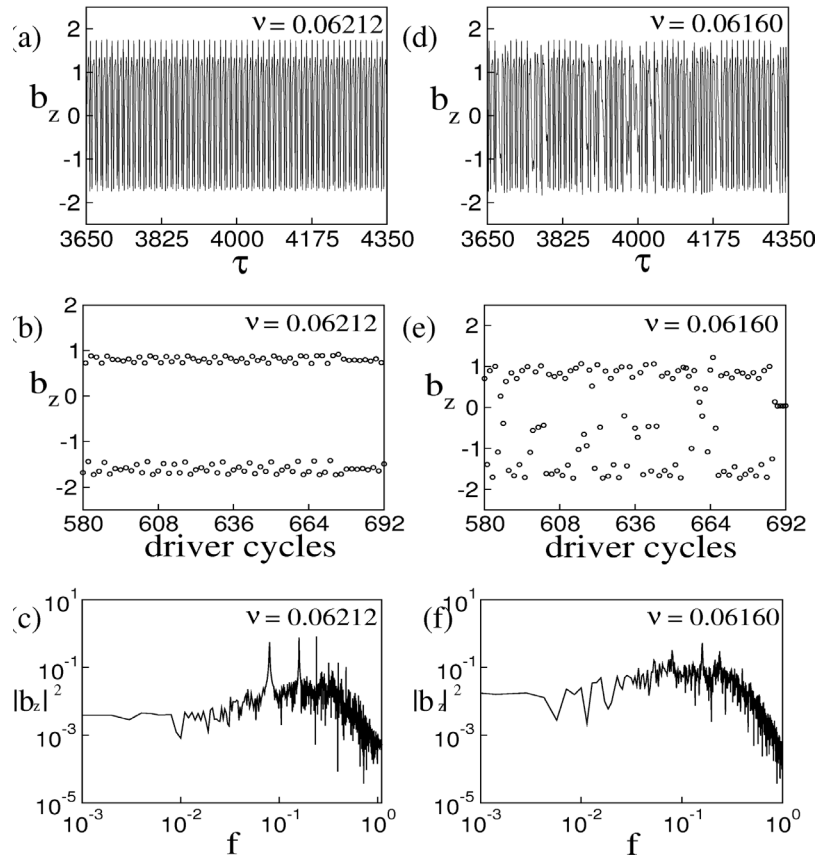 (a) ν = 0.06212
2
1
b_z 0
-1
-2
3650 3825 4000 4175 4350
τ
(d) ν = 0.06160
2
1
b_z 0
-1
-2
3650 3825 4000 4175 4350
τ
(b) ν = 0.06212
2
1
b_z 0
-1
-2
580 608 636 664 692
driver cycles
(e) ν = 0.06160
2
1
b_z 0
-1
-2
580 608 636 664 692
driver cycles
(c) ν = 0.06212
10^1
10^-1
|b_z|^2
10^-3
10^-5
10^-3 10^-2 10^-1 10^0
f
(f) ν = 0.06160
10^1
10^-1
|b_z|^2
10^-3
10^-5
10^-3 10^-2 10^-1 10^0
f